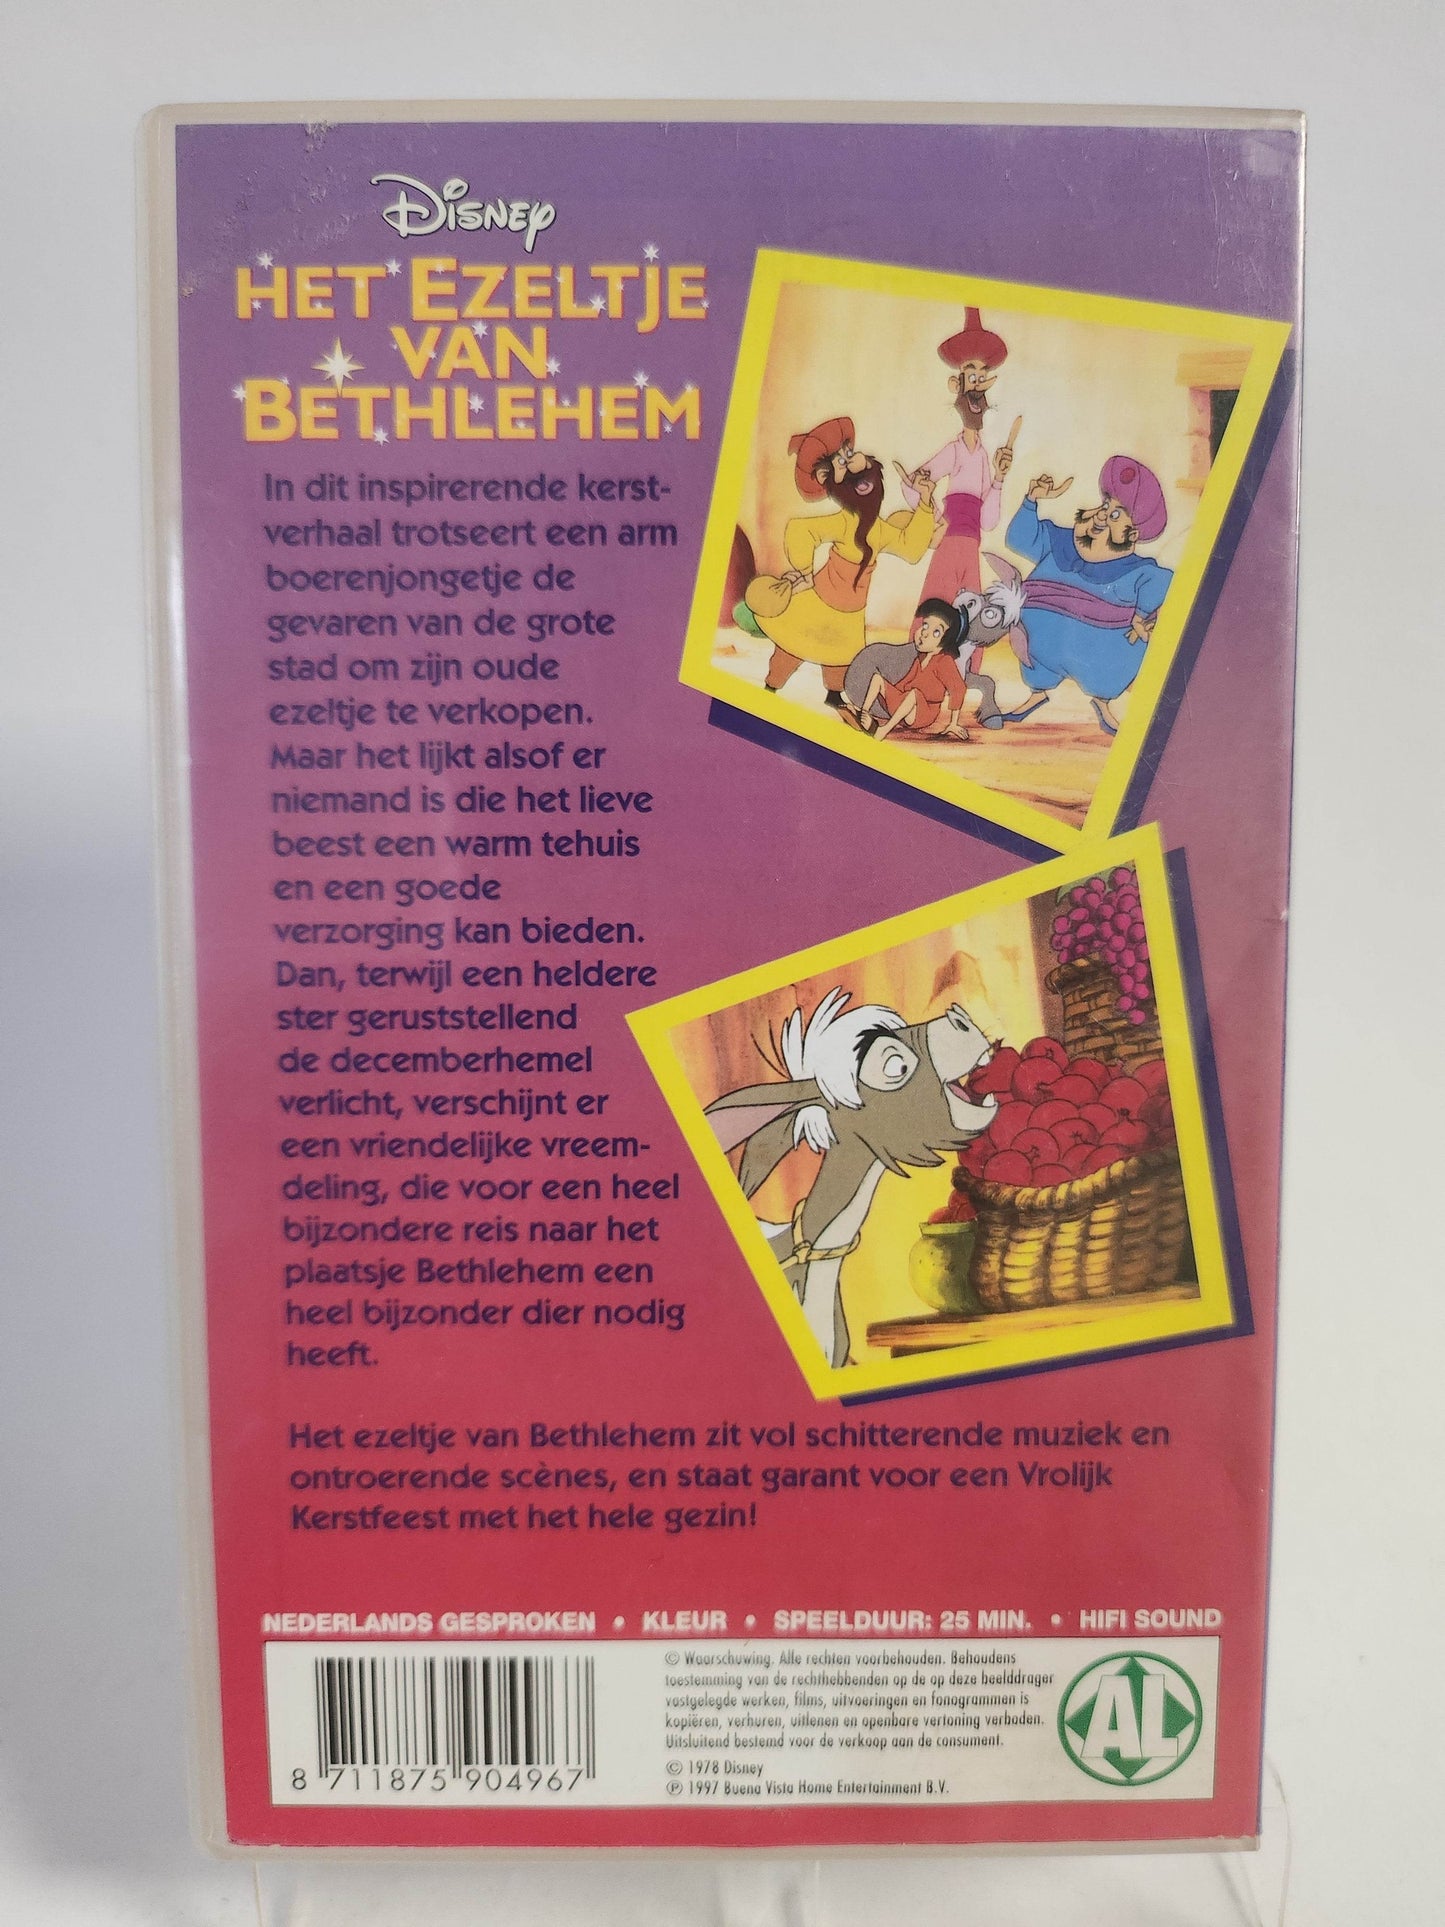 Disney
HET EZELTJE
VAN
BETHLEHEM
In dit inspirerende kerst-
verhaal trotseert een arm
boerenjongetje de
gevaren van de grote
stad om zijn oude
ezeltje te verkopen.
Maar het lijkt alsof er
niemand is die het lieve
beest een warm tehuis
en een goede
verzorging kan bieden.
Dan, terwijl een heldere
ster geruststellend
de decemberhemel
verlicht, verschijnt er
een vriendelijke vreem-
deling, die voor een heel
bijzondere reis naar het
plaatsje Bethlehem een
heel bijzonder dier nodig
heeft.
Het ezeltje van Bethlehem zit vol schitterende muziek en
ontroerende scènes, en staat garant voor een Vrolijk
Kerstfeest met het hele gezin!
NEDERLANDS GESPROKEN • KLEUR • SPEELDUUR: 25 MIN. • HIFI SOUND
© Waarschuwing. Alle rechten voorbehouden. Behoudens
toestemming van de rechthebbenden op de op deze beelddrager
vastgelegde werken, films, uitvoeringen en fonogrammen is
kopiëren, verhuren, uitlenen en openbare vertoning verboden.
Uitsluitend bestemd voor de verkoop aan de consument.
© 1978 Disney
℗ 1997 Buena Vista Home Entertainment B.V.
AL
8 711875 904967